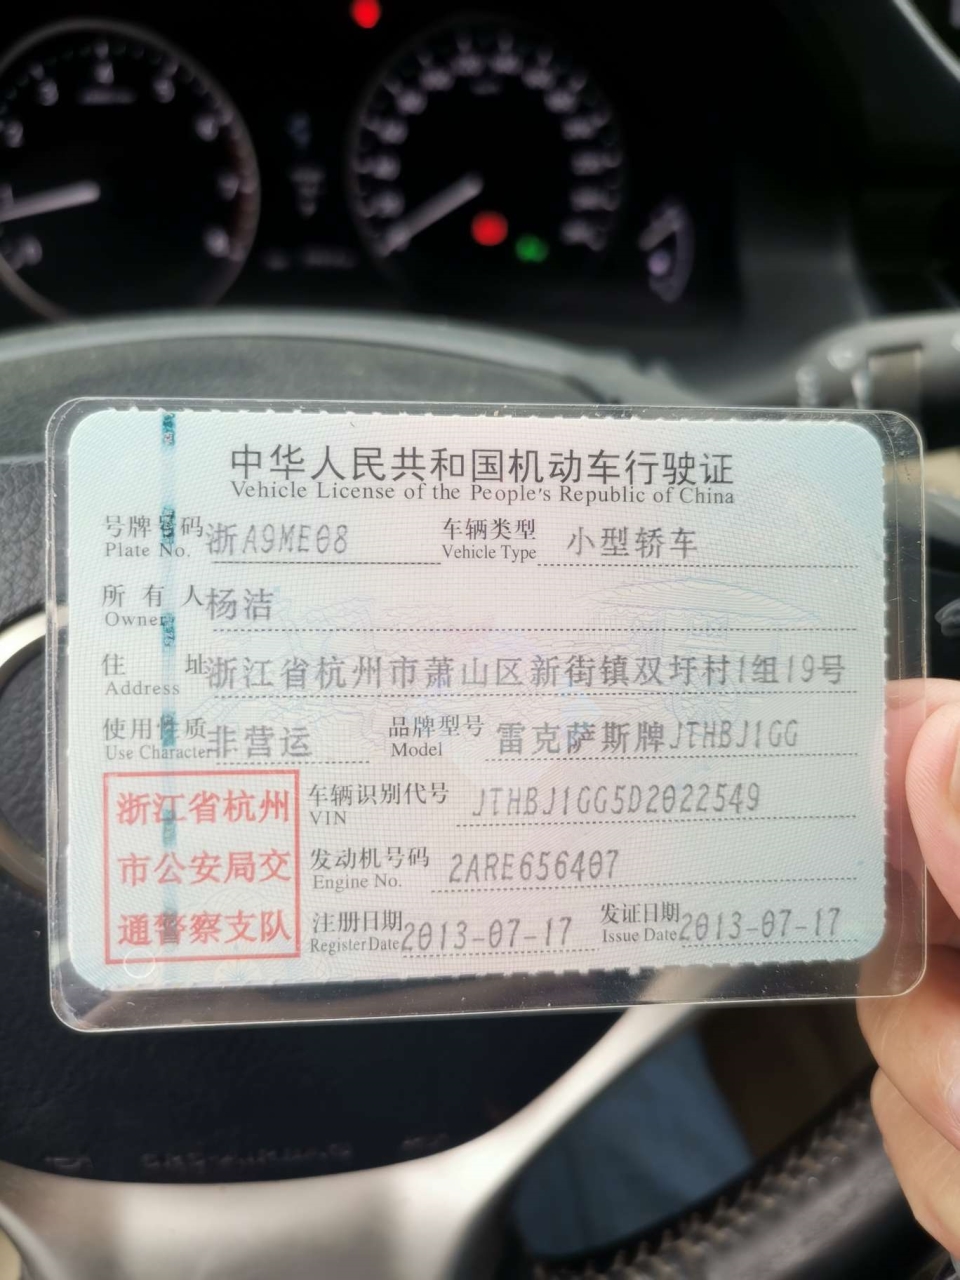 中华人民共和国机动车行驶证
Vehicle License of the People's Republic of China
号牌号码 浙A9ME08 车辆类型 小型轿车
Plate No. Vehicle Type
所有人 杨洁
Owner
住址 浙江省杭州市萧山区新街镇双圩村1组19号
Address
使用性质 非营运 品牌型号 雷克萨斯牌JTHBJ1GG
Use Character Model
浙江省杭州
市公安局交
通警察支队
车辆识别代号 JTHBJ1GG5D2022549
VIN
发动机号码 2ARE656407
Engine No.
注册日期 2013-07-17 发证日期 2013-07-17
Register Date Issue Date